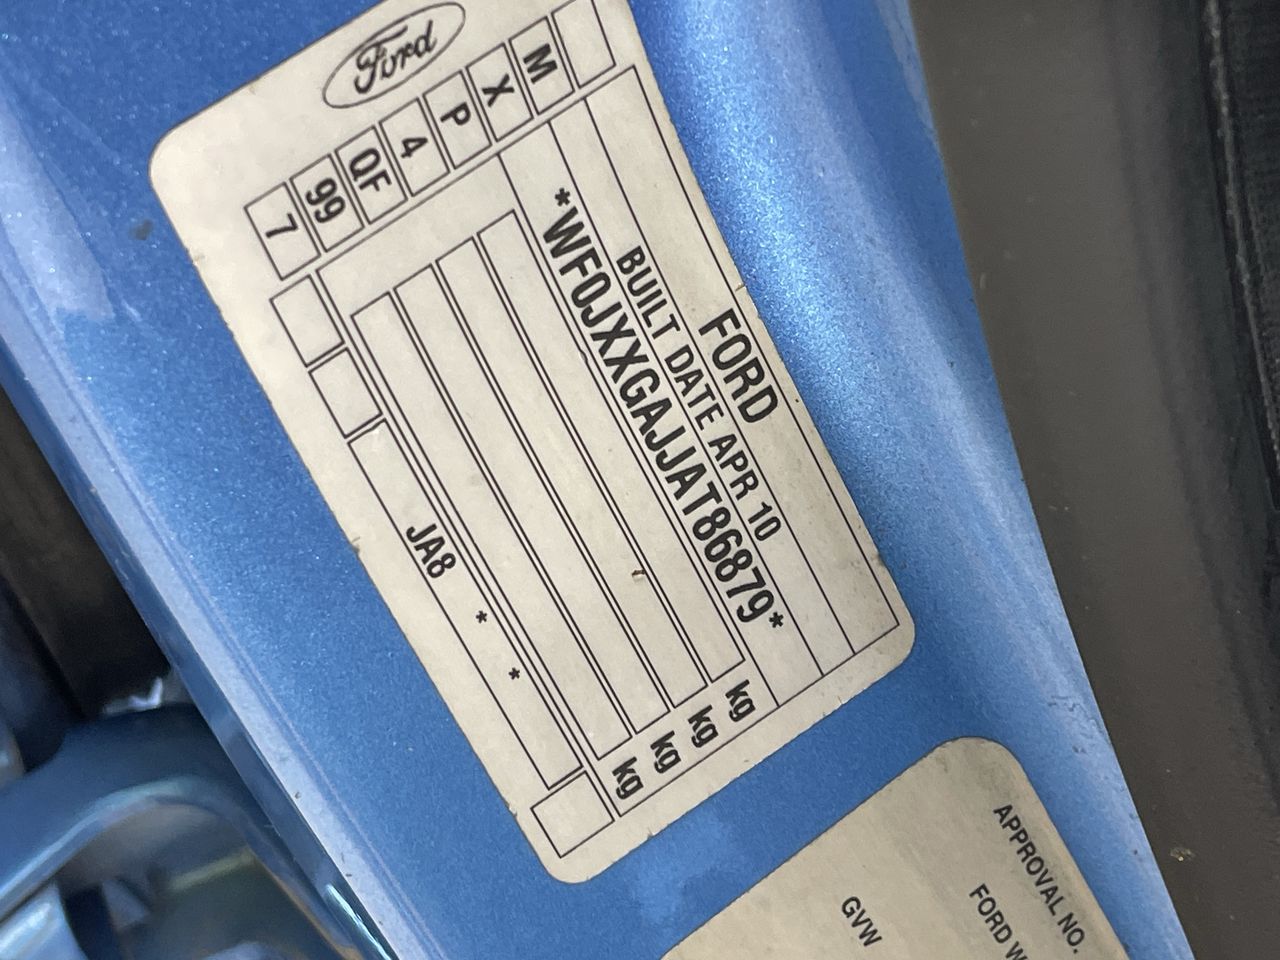 Ford
FORD
BUILT DATE APR 10
*WF0JXXGAJJAT86879*
kg
kg
kg
kg
M
X
P
4
QF
99
7
JA8 * *
APPROVAL NO.
FORD W
GVW